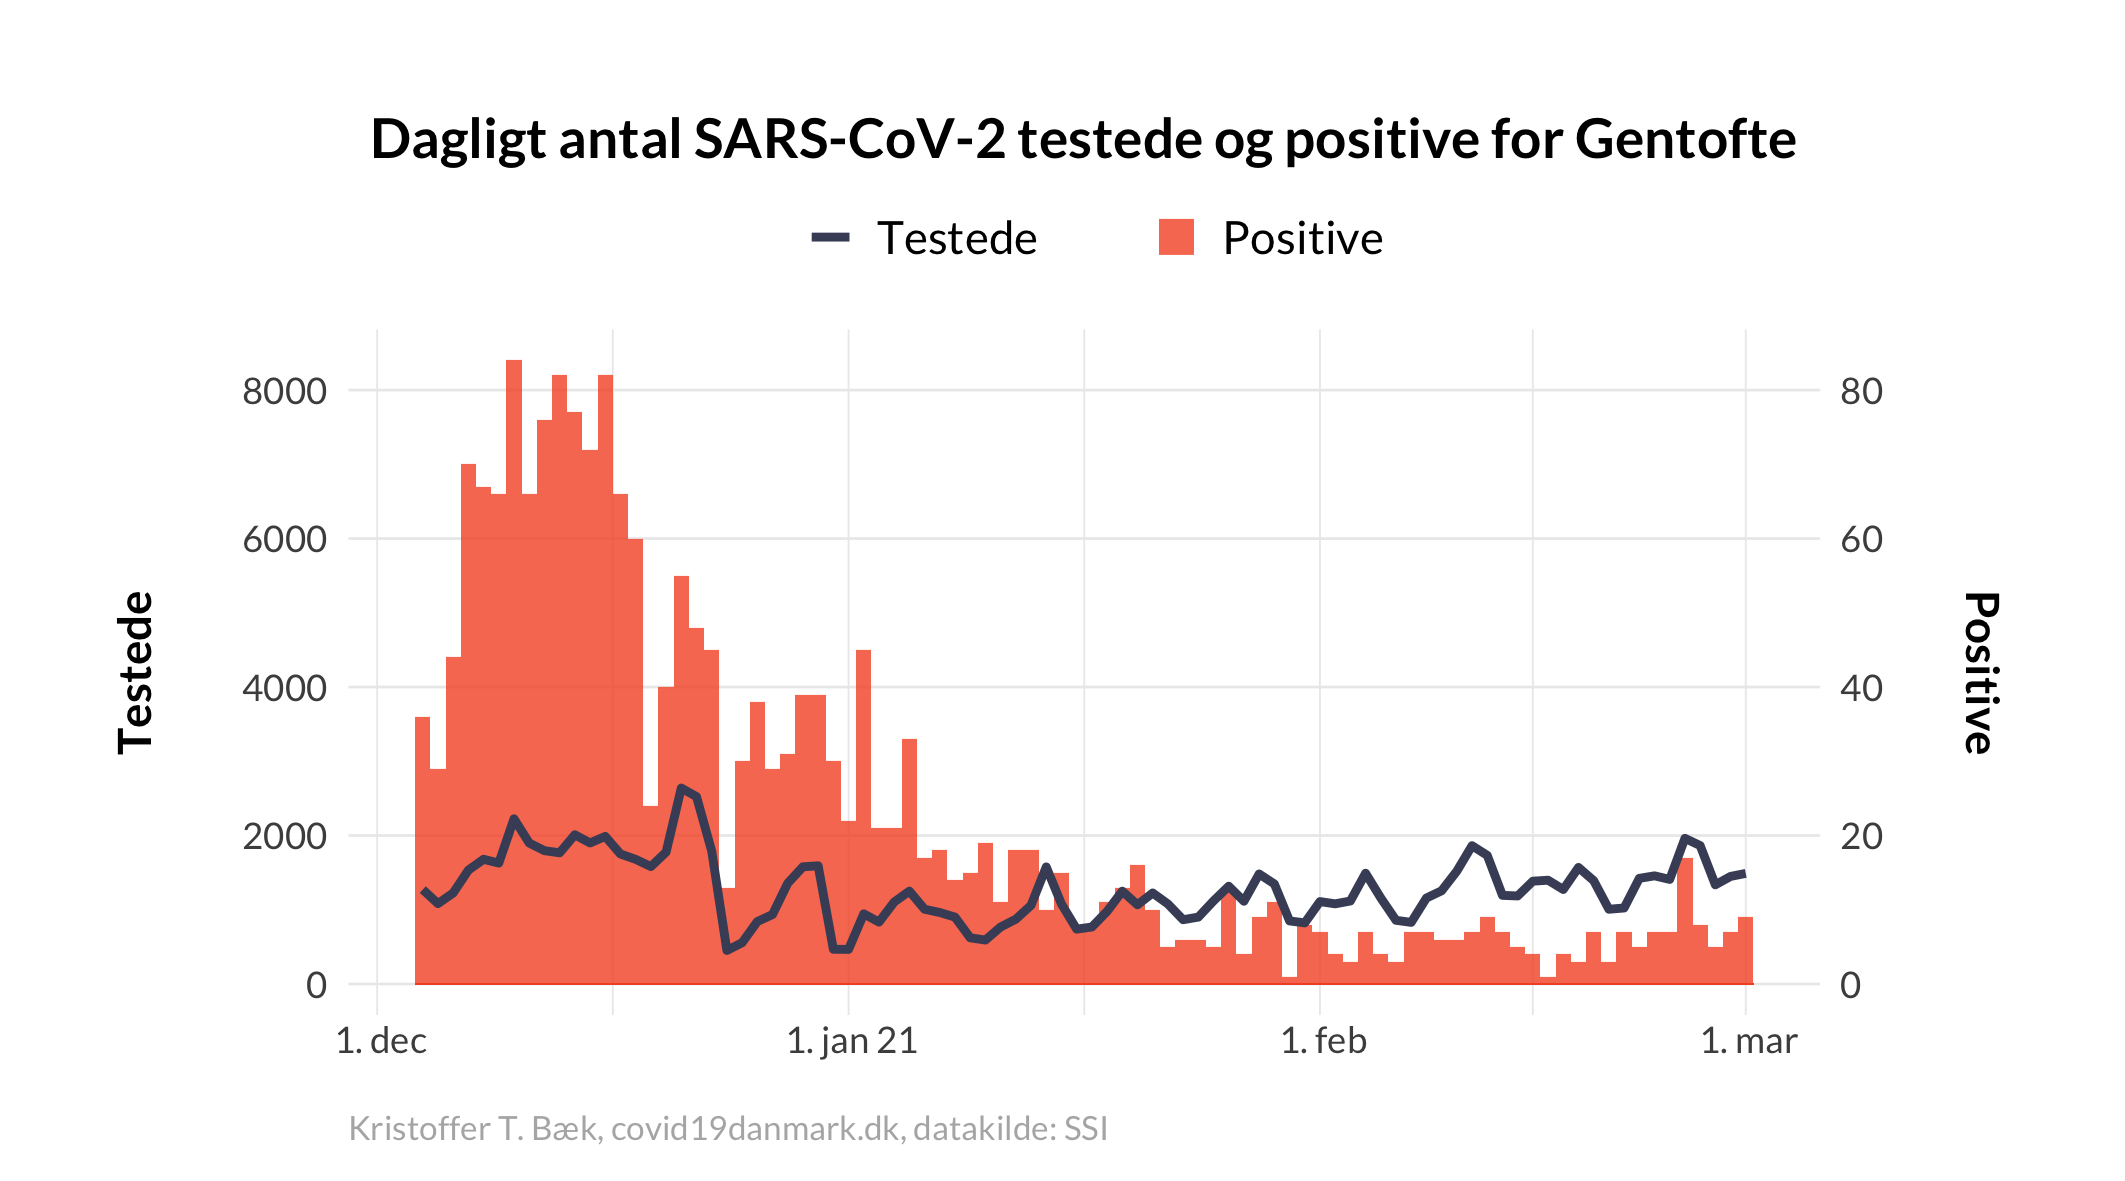 Dagligt antal SARS-CoV-2 testede og positive for Gentofte
Testede Positive
8000 80
6000 60
4000 40
2000 20
0 0
Testede
Positive
1. dec 1. jan 21 1. feb 1. mar
Kristoffer T. Bæk, covid19danmark.dk, datakilde: SSI